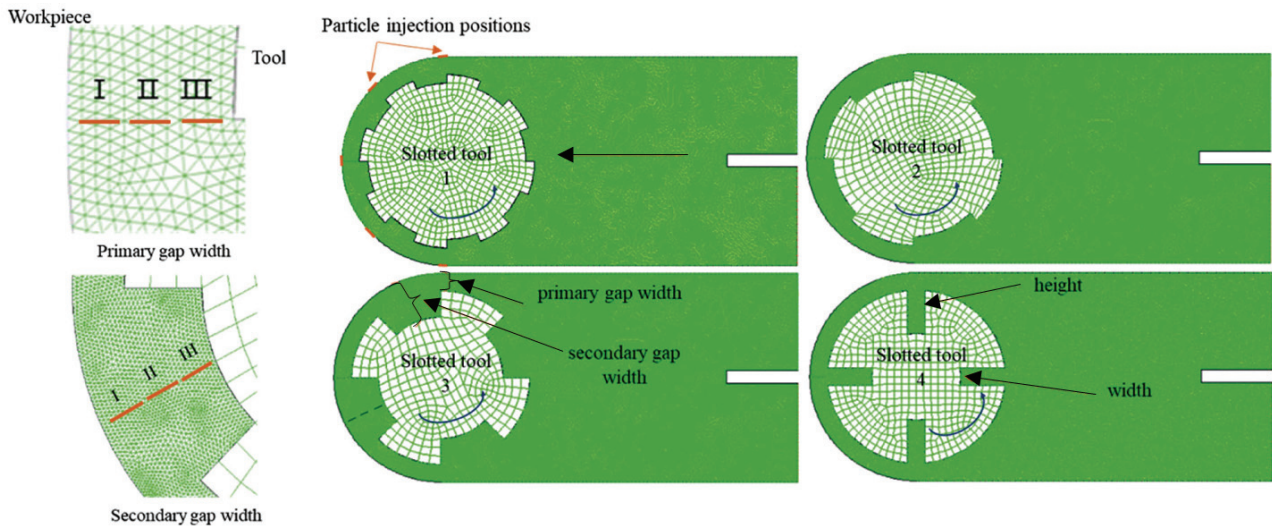 Workpiece
Tool
I II III
Primary gap width
I
II
III
Secondary gap width
Particle injection positions
Slotted tool
1
Slotted tool
2
primary gap width
secondary gap
width
Slotted tool
3
height
Slotted tool
4
width